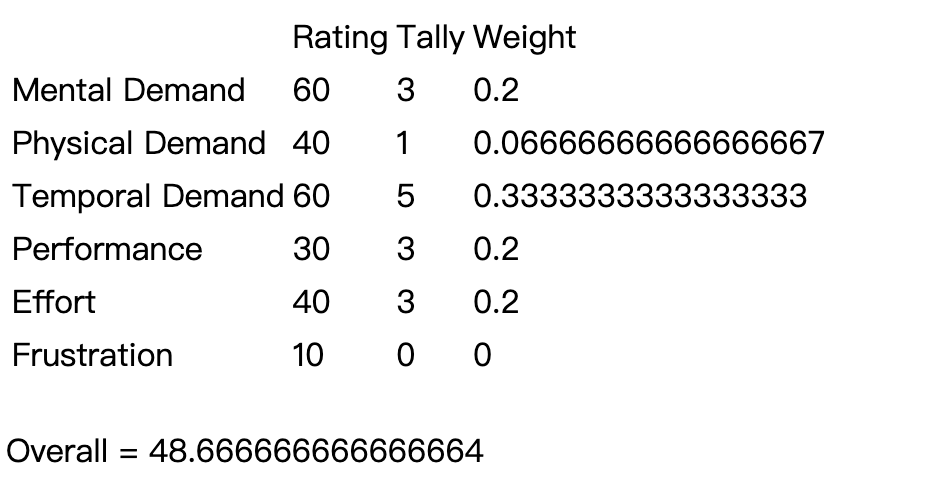 Rating Tally Weight
Mental Demand 60 3 0.2
Physical Demand 40 1 0.06666666666666667
Temporal Demand 60 5 0.3333333333333333
Performance 30 3 0.2
Effort 40 3 0.2
Frustration 10 0 0
Overall = 48.666666666666664